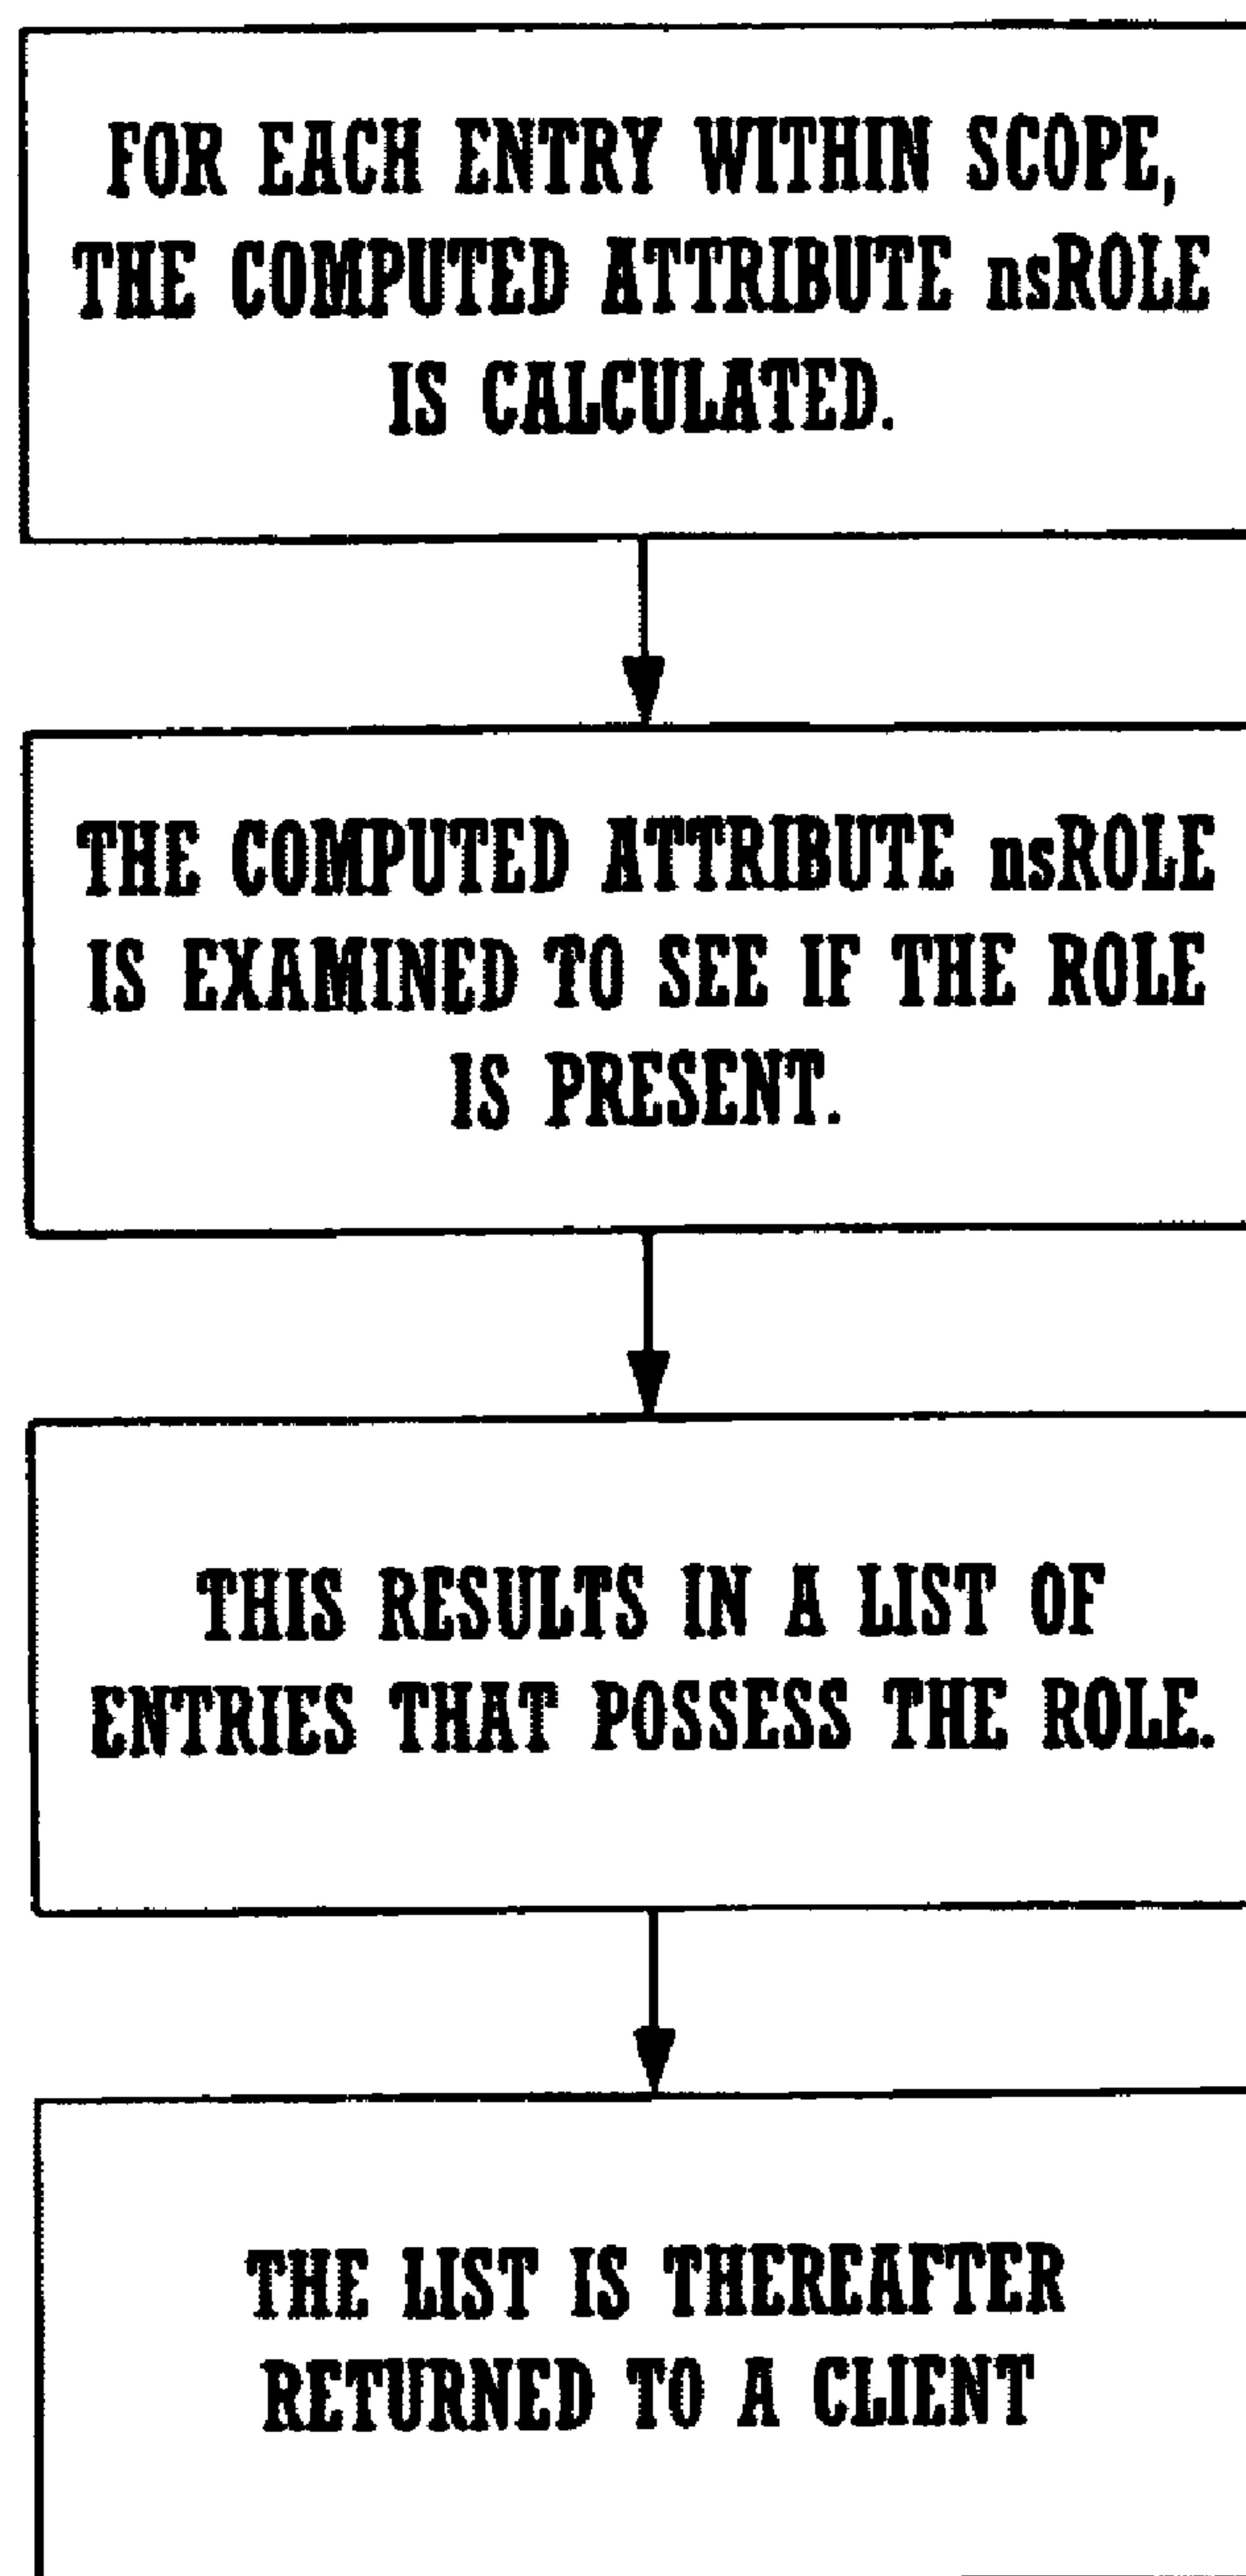 FOR EACH ENTRY WITHIN SCOPE,
THE COMPUTED ATTRIBUTE nsROLE
IS CALCULATED.
THE COMPUTED ATTRIBUTE nsROLE
IS EXAMINED TO SEE IF THE ROLE
IS PRESENT.
THIS RESULTS IN A LIST OF
ENTRIES THAT POSSESS THE ROLE.
THE LIST IS THEREAFTER
RETURNED TO A CLIENT